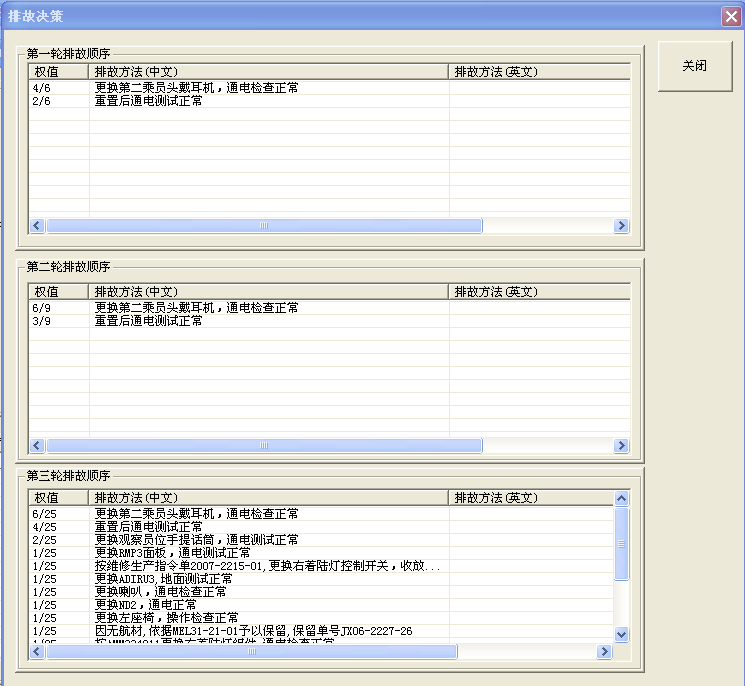 排故决策
关闭
第一轮排故顺序
权值 排故方法(中文) 排故方法(英文)
4/6 更换第二乘员头戴耳机，通电检查正常
2/6 重置后通电测试正常
第二轮排故顺序
权值 排故方法(中文) 排故方法(英文)
6/9 更换第二乘员头戴耳机，通电检查正常
3/9 重置后通电测试正常
第三轮排故顺序
权值 排故方法(中文) 排故方法(英文)
6/25 更换第二乘员头戴耳机，通电检查正常
4/25 重置后通电测试正常
2/25 更换观察员位手提话筒，通电测试正常
1/25 更换RMP3面板，通电测试正常
1/25 按维修生产指令单2007-2215-01,更换右着陆灯控制开关，收放...
1/25 更换ADIRU3,地面测试正常
1/25 更换喇叭，通电检查正常
1/25 更换ND2，通电正常
1/25 更换左座椅，操作检查正常
1/25 因无航材,依据MEL31-21-01予以保留,保留单号JX06-2227-26